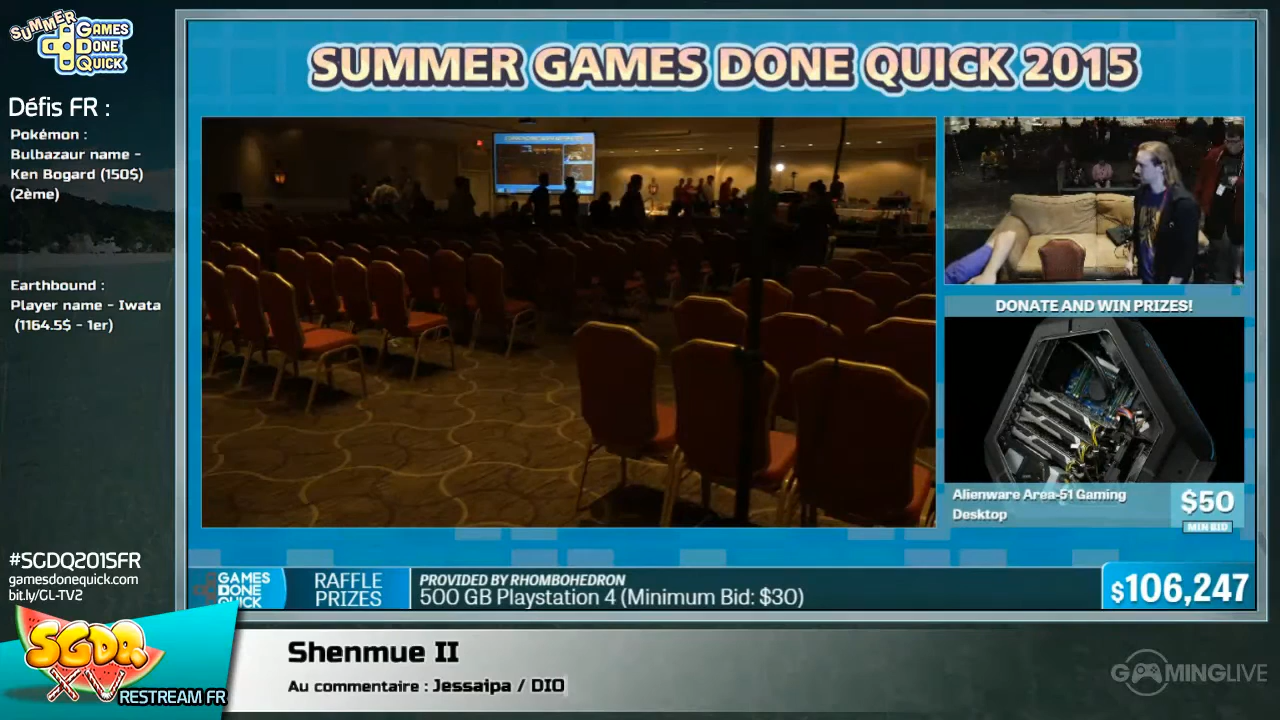 SUMMER GAMES DONE QUICK
Défis FR :
Pokémon :
Bulbazaur name -
Ken Bogard (150$)
(2ème)
Earthbound :
Player name - Iwata
(1164.5$ - 1er)
#SGDQ2015FR
gamesdonequick.com
bit.ly/GL-TV2
SGDQ XV
RESTREAM FR
SUMMER GAMES DONE QUICK 2015
DONATE AND WIN PRIZES!
Alienware Area-51 Gaming
Desktop
$50
MIN BID
GAMES
DONE
QUICK
RAFFLE
PRIZES
PROVIDED BY RHOMBOHEDRON
500 GB Playstation 4 (Minimum Bid: $30)
$106,247
Shenmue II
Au commentaire : Jessaipa / DIO
GAMINGLIVE